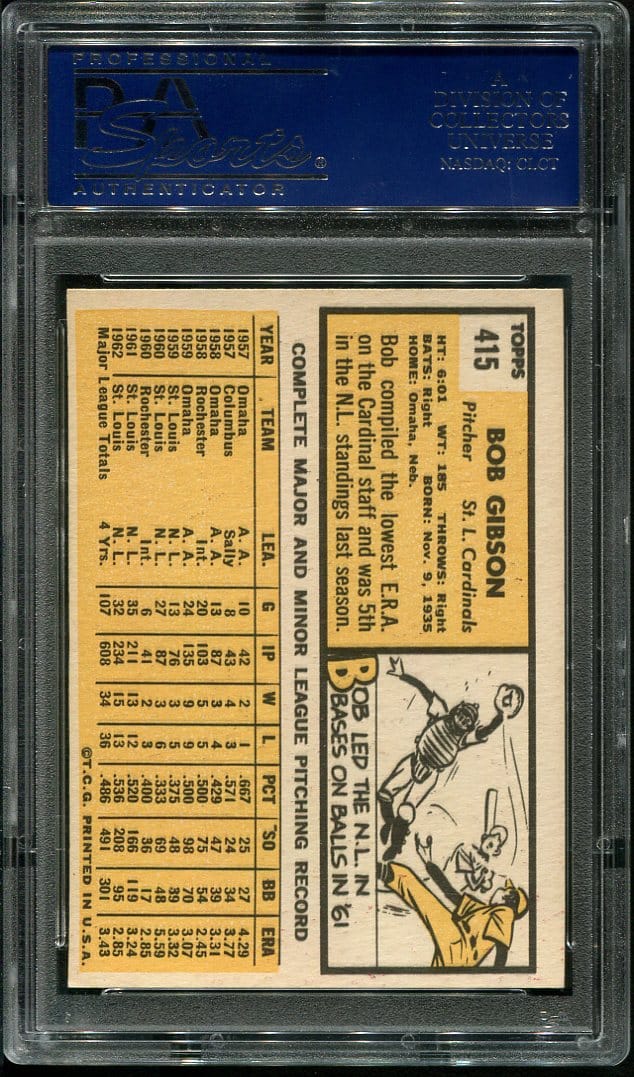 PROFESSIONAL
PSA
Sports ®
AUTHENTICATOR
A
DIVISION OF
COLLECTORS
UNIVERSE
NASDAQ: CLCT
TOPPS
415
BOB GIBSON
Pitcher St. L. Cardinals
HT: 6:01 WT: 185 THROWS: Right
BATS: Right BORN: Nov. 9, 1935
HOME: Omaha, Neb.
Bob compiled the lowest E.R.A.
on the Cardinal staff and was 5th
in the N.L. standings last season.
BOB LED THE N.L. IN
BASES ON BALLS IN '61
COMPLETE MAJOR AND MINOR LEAGUE PITCHING RECORD
YEAR TEAM LEA. G IP W L PCT SO BB ERA
1957 Omaha A. A. 10 42 2 1 .667 25 27 4.29
1957 Columbus Sally 8 43 4 3 .571 24 34 3.77
1958 Omaha A. A. 13 87 3 4 .429 47 39 3.31
1958 Rochester Int. 20 103 5 5 .500 75 54 2.45
1959 Omaha A. A. 24 135 9 9 .500 98 70 3.07
1959 St. Louis N. L. 13 76 3 5 .375 48 39 3.32
1960 St. Louis N. L. 27 87 3 6 .333 69 48 5.59
1960 Rochester Int. 6 41 2 3 .400 36 17 2.85
1961 St. Louis N. L. 35 211 13 12 .520 166 119 3.24
1962 St. Louis N. L. 32 234 15 13 .536 208 95 2.85
Major League Totals 4 Yrs. 107 608 34 36 .486 491 301 3.43
©T.C.G. PRINTED IN U.S.A.